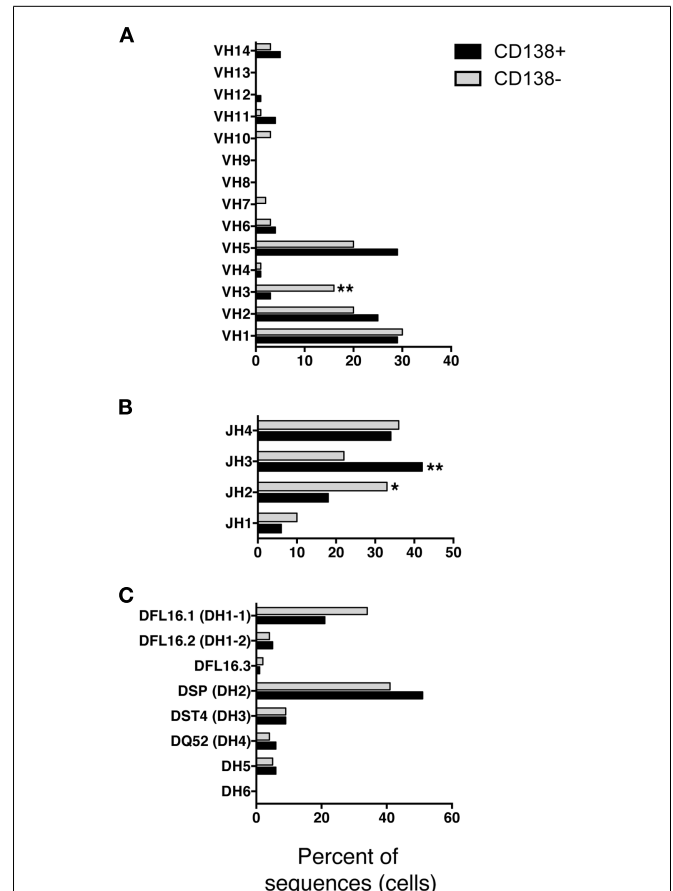 A
CD138+
CD138-
VH14
VH13
VH12
VH11
VH10
VH9
VH8
VH7
VH6
VH5
VH4
VH3 **
VH2
VH1
0 10 20 30 40
B
JH4
JH3 **
JH2 *
JH1
0 10 20 30 40 50
C
DFL16.1 (DH1-1)
DFL16.2 (DH1-2)
DFL16.3
DSP (DH2)
DST4 (DH3)
DQ52 (DH4)
DH5
DH6
0 20 40 60
Percent of
sequences (cells)